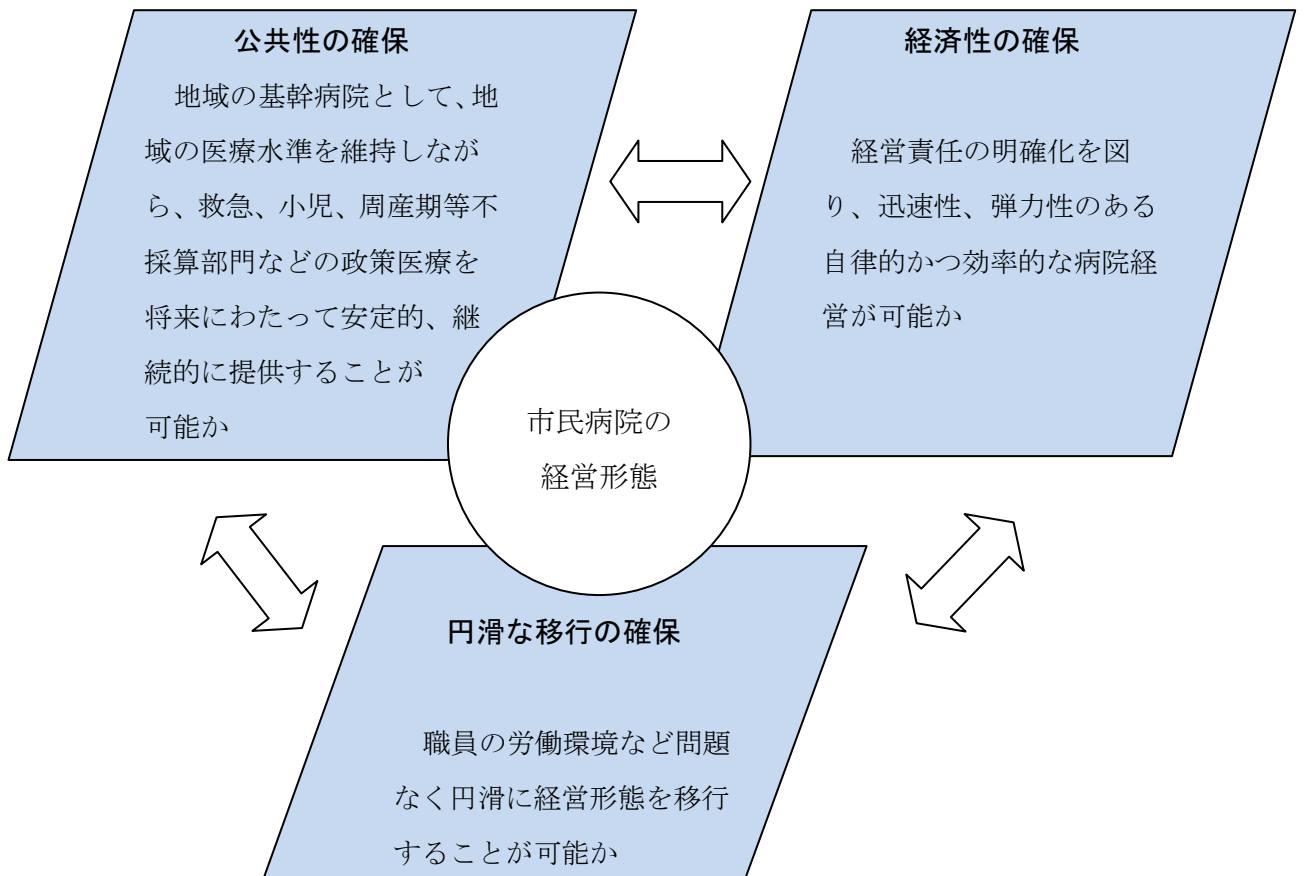 公共性の確保
地域の基幹病院として、地
域の医療水準を維持しなが
ら、救急、小児、周産期等不
採算部門などの政策医療を
将来にわたって安定的、継
続的に提供することが
可能か
経済性の確保
経営責任の明確化を図
り、迅速性、弾力性のある
自律的かつ効率的な病院経
営が可能か
市民病院の
経営形態
円滑な移行の確保
職員の労働環境など問題
なく円滑に経営形態を移行
することが可能か